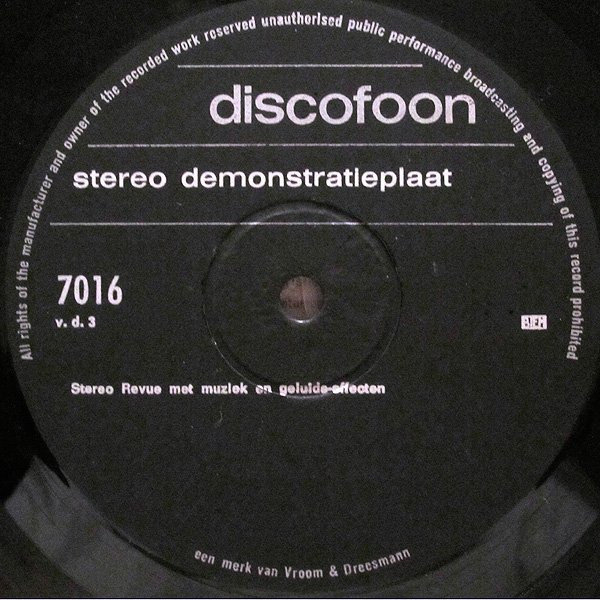 All rights of the manufacturer and owner of the recorded work reserved unauthorised public performance broadcasting and copying of this record prohibited
discofoon
stereo demonstratieplaat
7016
v. d. 3
BIEM
Stereo Revue met muziek en geluids-effecten
een merk van Vroom & Dreesmann